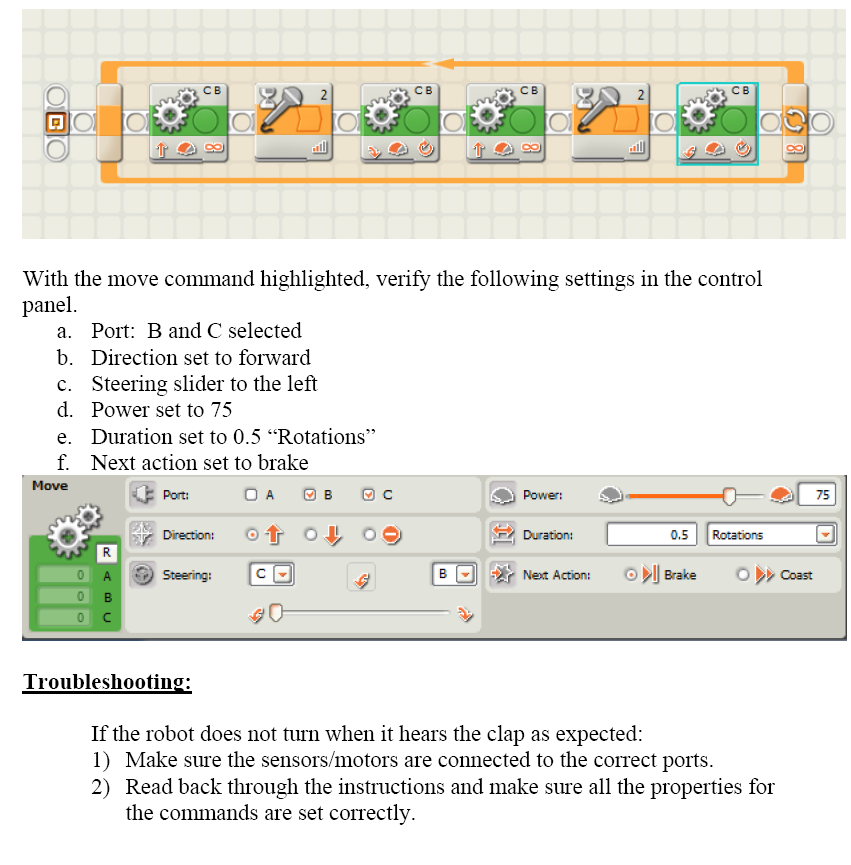 C B
2
C B
C B
2
C B
With the move command highlighted, verify the following settings in the control
panel.
a. Port: B and C selected
b. Direction set to forward
c. Steering slider to the left
d. Power set to 75
e. Duration set to 0.5 “Rotations”
f. Next action set to brake
Move
R
0 A
0 B
0 C
Port: A B C
Direction:
Steering: C B
Power: 75
Duration: 0.5 Rotations
Next Action: Brake Coast
Troubleshooting:
If the robot does not turn when it hears the clap as expected:
1) Make sure the sensors/motors are connected to the correct ports.
2) Read back through the instructions and make sure all the properties for
the commands are set correctly.